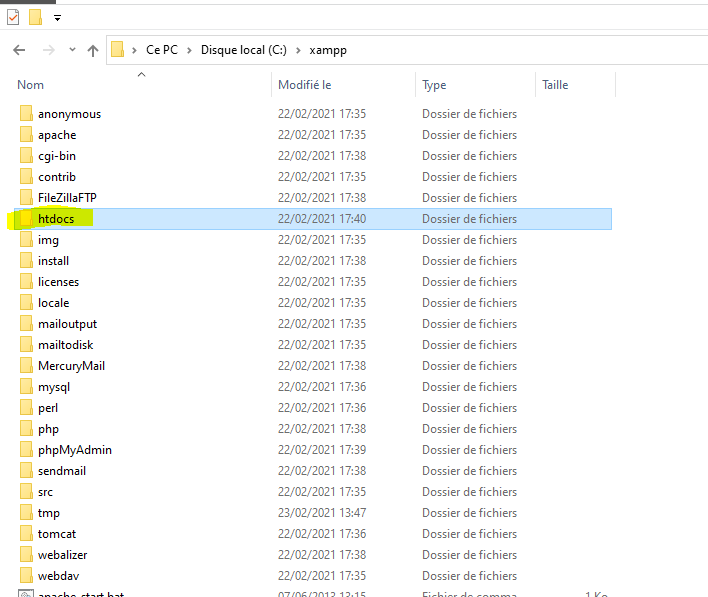 Ce PC > Disque local (C:) > xampp
Nom Modifié le Type Taille
anonymous 22/02/2021 17:35 Dossier de fichiers
apache 22/02/2021 17:35 Dossier de fichiers
cgi-bin 22/02/2021 17:38 Dossier de fichiers
contrib 22/02/2021 17:35 Dossier de fichiers
FileZillaFTP 22/02/2021 17:38 Dossier de fichiers
htdocs 22/02/2021 17:40 Dossier de fichiers
img 22/02/2021 17:35 Dossier de fichiers
install 22/02/2021 17:38 Dossier de fichiers
licenses 22/02/2021 17:35 Dossier de fichiers
locale 22/02/2021 17:35 Dossier de fichiers
mailoutput 22/02/2021 17:35 Dossier de fichiers
mailtodisk 22/02/2021 17:35 Dossier de fichiers
MercuryMail 22/02/2021 17:38 Dossier de fichiers
mysql 22/02/2021 17:36 Dossier de fichiers
perl 22/02/2021 17:36 Dossier de fichiers
php 22/02/2021 17:38 Dossier de fichiers
phpMyAdmin 22/02/2021 17:39 Dossier de fichiers
sendmail 22/02/2021 17:38 Dossier de fichiers
src 22/02/2021 17:35 Dossier de fichiers
tmp 23/02/2021 13:47 Dossier de fichiers
tomcat 22/02/2021 17:36 Dossier de fichiers
webalizer 22/02/2021 17:38 Dossier de fichiers
webdav 22/02/2021 17:35 Dossier de fichiers
07/06/2013 13:15 Fichier de comma 1 Ko